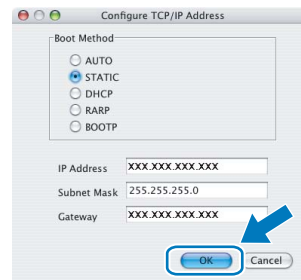 Configure TCP/IP Address
Boot Method
AUTO
STATIC
DHCP
RARP
BOOTP
IP Address XXX.XXX.XXX.XXX
Subnet Mask 255.255.255.0
Gateway XXX.XXX.XXX.XXX
OK Cancel